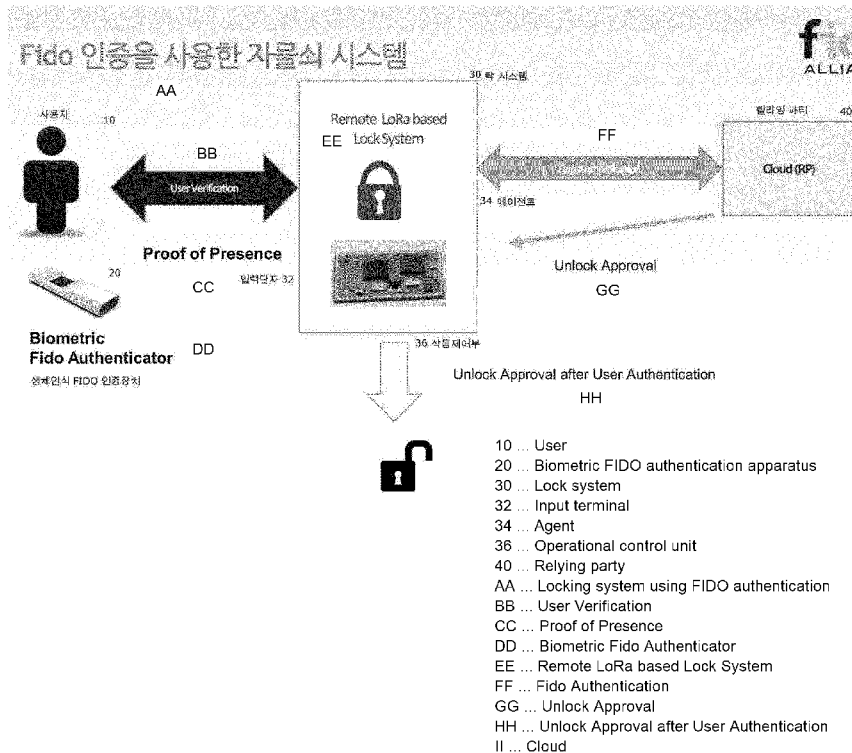 Fido 인증을 사용한 자물쇠 시스템
fido
ALLIA
AA
30 락 시스템
사용자
10
Remote LoRa based
EE Lock System
릴라잉 파티 40
FF
BB
User Verification
Cloud (RP)
34 에이전트
Proof of Presence
20
CC
입력단자 32
Unlock Approval
GG
Biometric
Fido Authenticator
DD
생체인식 FIDO 인증장치
36 작동제어부
Unlock Approval after User Authentication
HH
10 ... User
20 ... Biometric FIDO authentication apparatus
30 ... Lock system
32 ... Input terminal
34 ... Agent
36 ... Operational control unit
40 ... Relying party
AA ... Locking system using FIDO authentication
BB ... User Verification
CC ... Proof of Presence
DD ... Biometric Fido Authenticator
EE ... Remote LoRa based Lock System
FF ... Fido Authentication
GG ... Unlock Approval
HH ... Unlock Approval after User Authentication
II ... Cloud